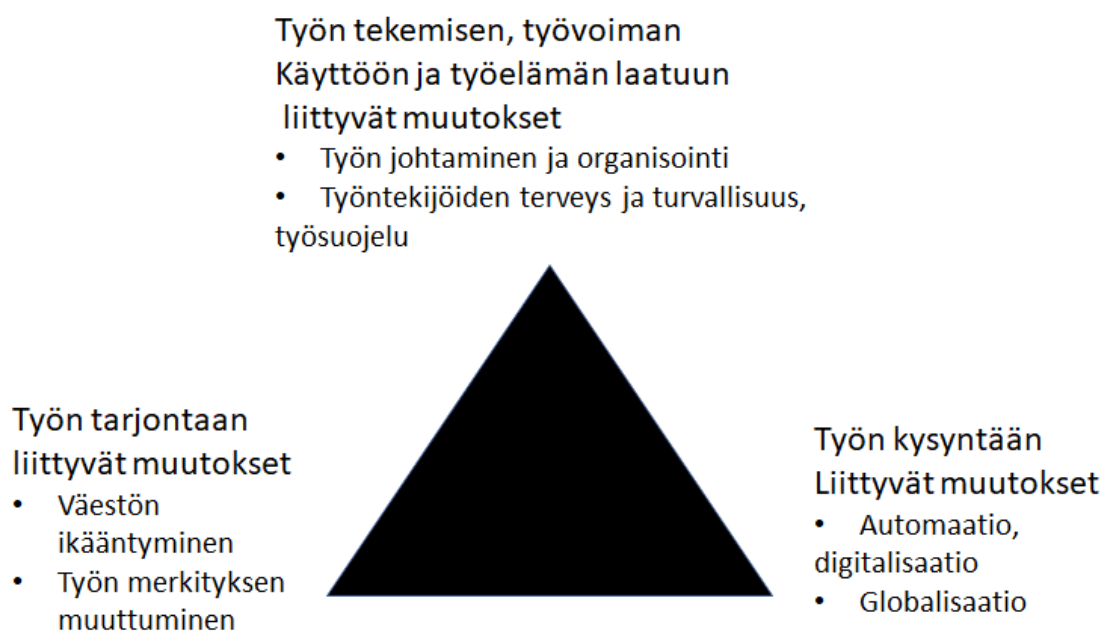 Työn tekemisen, työvoiman
Käyttöön ja työelämän laatuun
liittyvät muutokset
• Työn johtaminen ja organisointi
• Työntekijöiden terveys ja turvallisuus,
työsuojelu
Työn tarjontaan
liittyvät muutokset
• Väestön
ikääntyminen
• Työn merkityksen
muuttuminen
Työn kysyntään
Liittyvät muutokset
• Automaatio,
digitalisaatio
• Globalisaatio